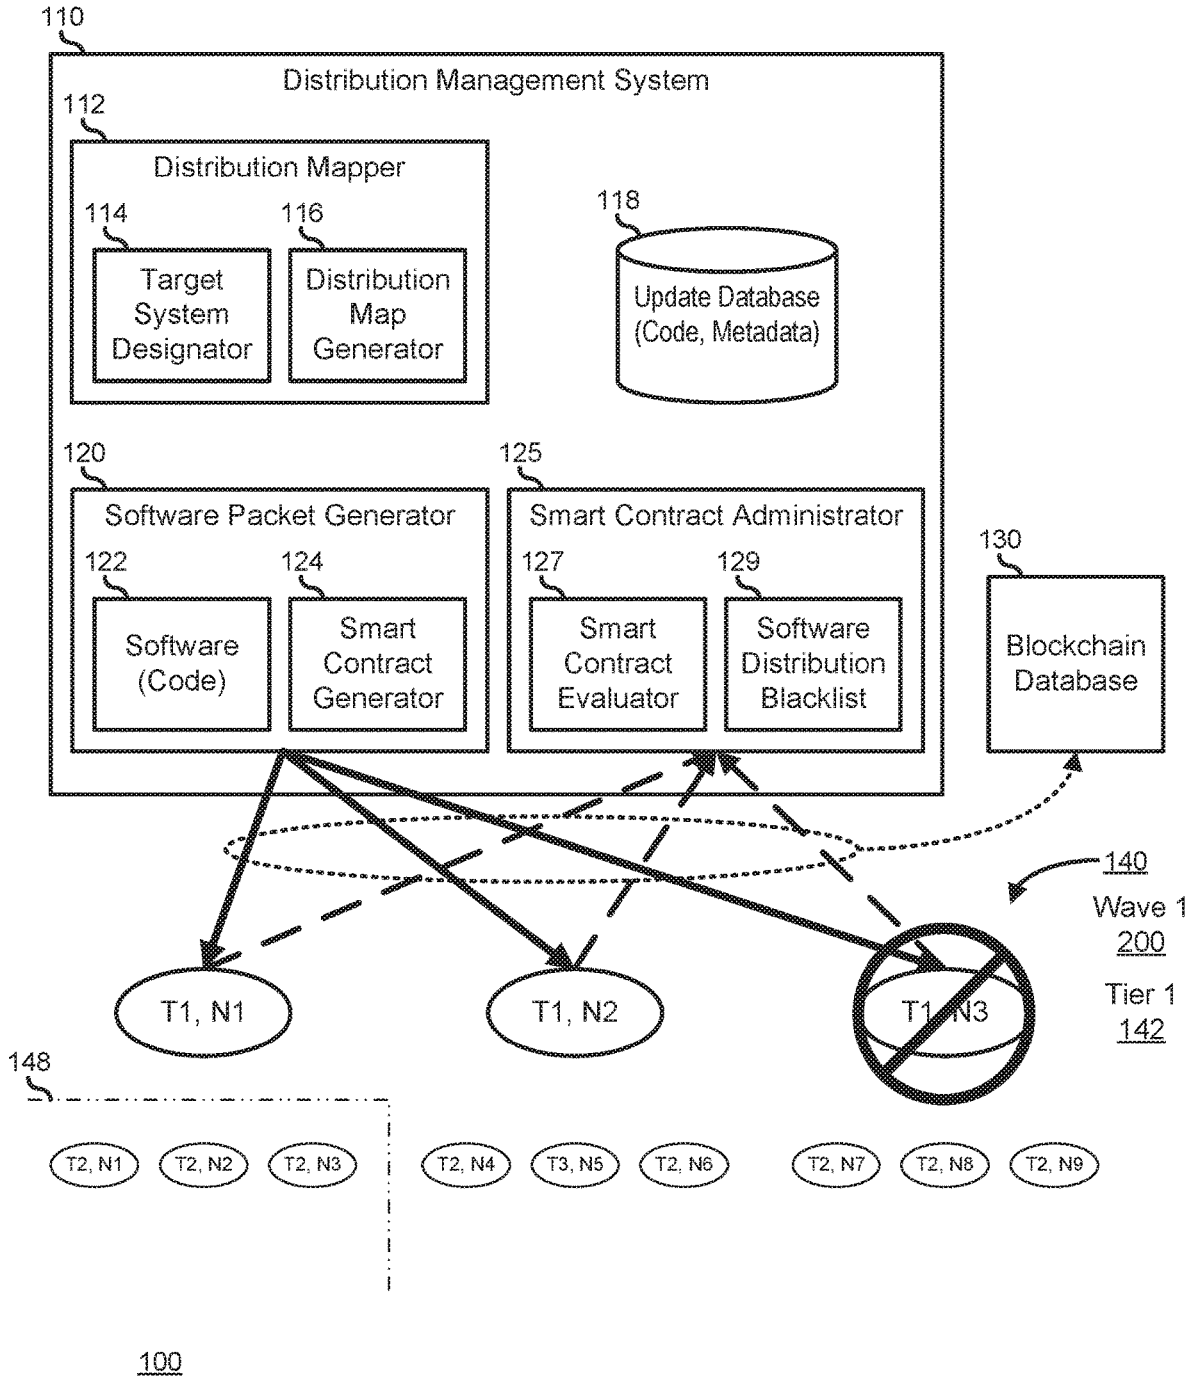 110
Distribution Management System
112
Distribution Mapper
114
Target
System
Designator
116
Distribution
Map
Generator
118
Update Database
(Code, Metadata)
120
Software Packet Generator
122
Software
(Code)
124
Smart
Contract
Generator
125
Smart Contract Administrator
127
Smart
Contract
Evaluator
129
Software
Distribution
Blacklist
130
Blockchain
Database
140
Wave 1
200
Tier 1
142
T1, N1
T1, N2
T1, N3
148
T2, N1
T2, N2
T2, N3
T2, N4
T3, N5
T2, N6
T2, N7
T2, N8
T2, N9
100